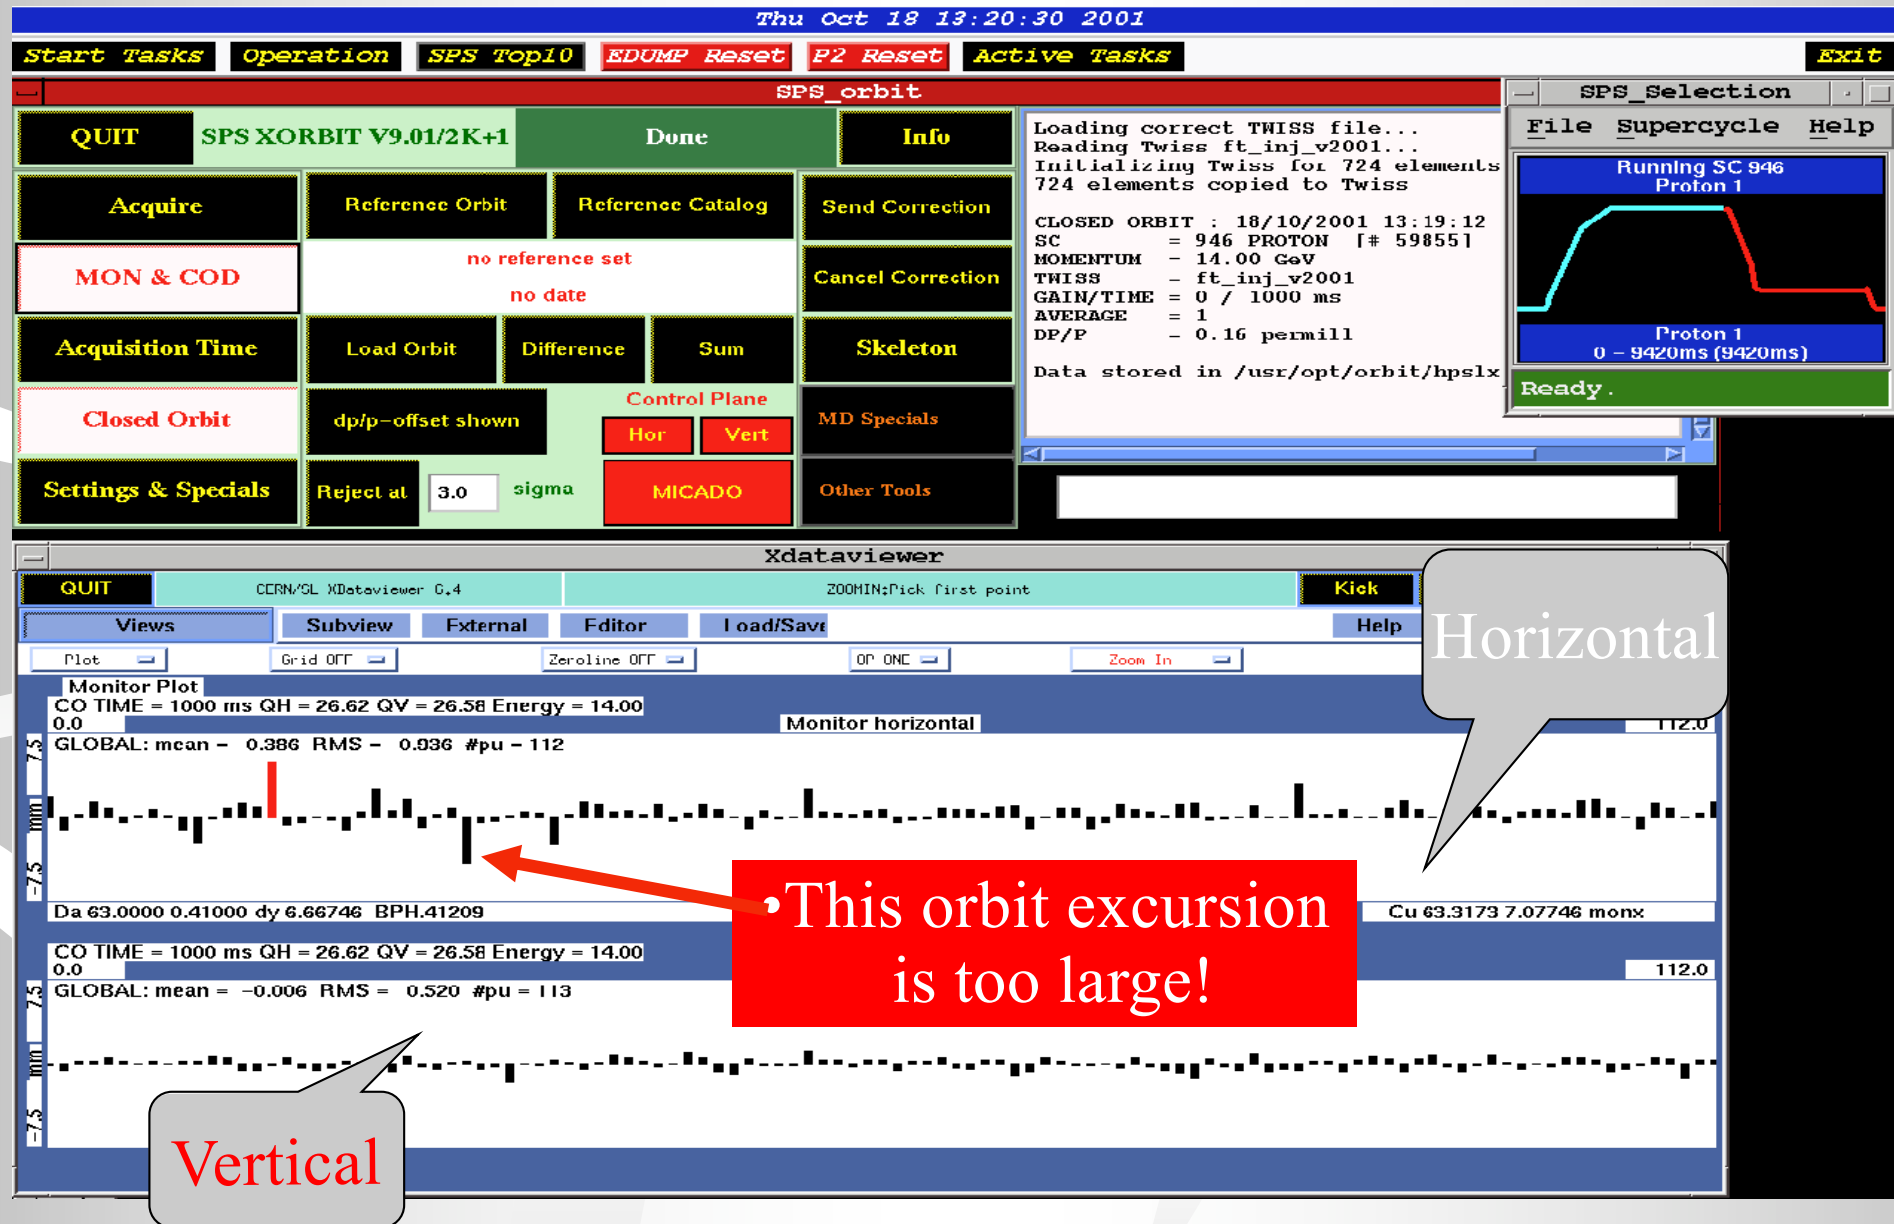 Thu Oct 18 13:20:30 2001
Start Tasks Operation SPS Top10 EDUMP Reset P2 Reset Active Tasks Exit
SPS_orbit
QUIT SPS XORBIT V9.01/2K+1 Done Info
Acquire Reference Orbit Reference Catalog Send Correction
MON & COD no reference set Cancel Correction
no date
Acquisition Time Load Orbit Difference Sum Skeleton
Closed Orbit dp/p-offset shown Control Plane MD Specials
Hor Vert
Settings & Specials Reject at 3.0 sigma MICADO Other Tools
Loading correct TWISS file...
Reading Twiss ft_inj_v2001...
Initializing Twiss for 724 elements
724 elements copied to Twiss
CLOSED ORBIT : 18/10/2001 13:19:12
SC = 946 PROTON [# 59855]
MOMENTUM = 14.00 GeV
TWISS = ft_inj_v2001
GAIN/TIME = 0 / 1000 ms
AVERAGE = 1
DP/P = 0.16 permill
Data stored in /usr/opt/orbit/hpslx
SPS_Selection
File Supercycle Help
Running SC 946
Proton 1
Proton 1
0 - 9420ms (9420ms)
Ready.
Xdataviewer
QUIT CERN/SL XDataviewer 6.4 ZOOMIN:Pick first point Kick
Views Subview External Editor Load/Save Help
Plot Grid OFF Zeroline OFF OP ONE Zoom In
Horizontal
Monitor Plot
CO TIME = 1000 ms QH = 26.62 QV = 26.58 Energy = 14.00
0.0 Monitor horizontal 112.0
GLOBAL: mean = 0.386 RMS = 0.936 #pu = 112
7.5
mm
-7.5
Da 63.0000 0.41000 dy 6.66746 BPH.41209 Cu 63.3173 7.07746 monx
•This orbit excursion
is too large!
CO TIME = 1000 ms QH = 26.62 QV = 26.58 Energy = 14.00
0.0 112.0
GLOBAL: mean = -0.006 RMS = 0.520 #pu = 113
7.5
mm
-7.5
Vertical